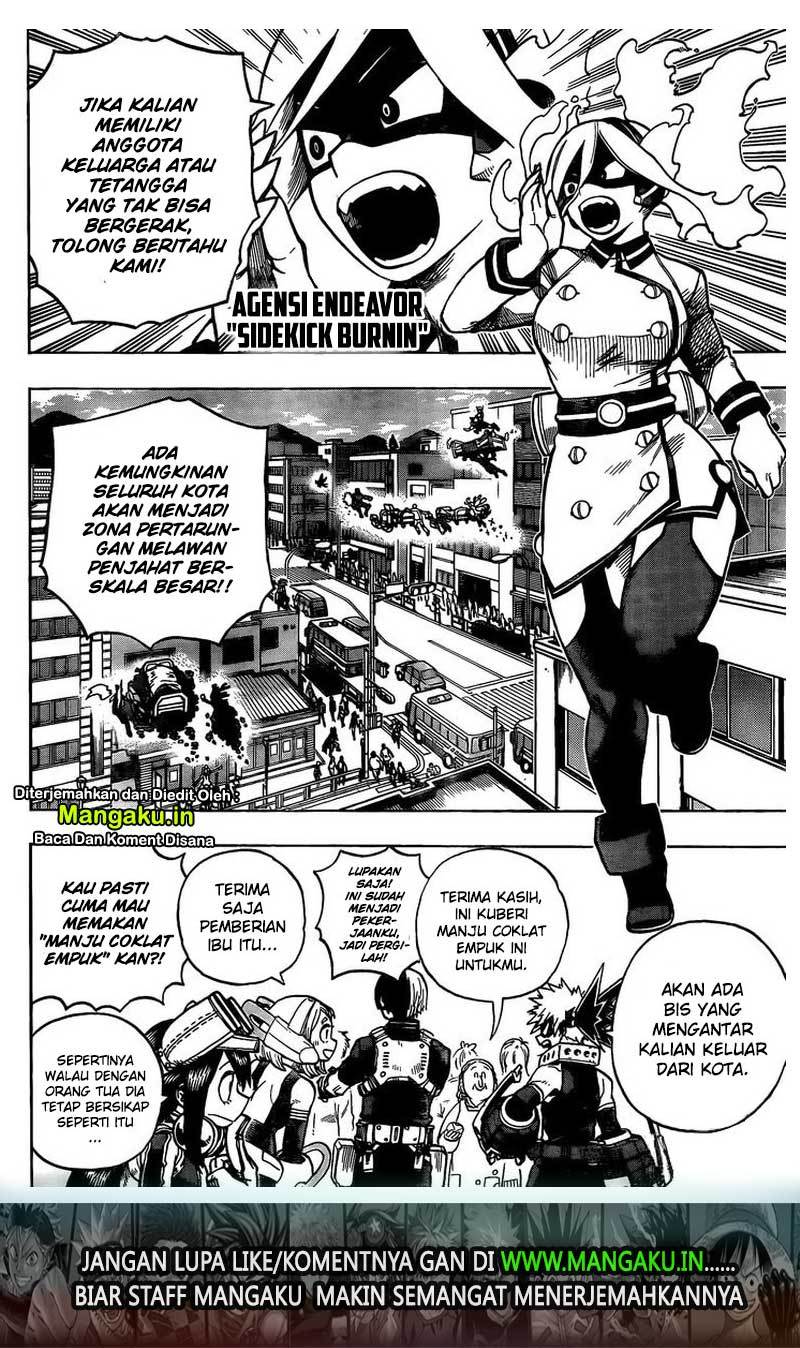 JIKA KALIAN
MEMILIKI
ANGGOTA
KELUARGA ATAU
TETANGGA
YANG TAK BISA
BERGERAK,
TOLONG BERITAHU
KAMI!
AGENSI ENDEAVOR
"SIDEKICK BURNIN"
ADA
KEMUNGKINAN
SELURUH KOTA
AKAN MENJADI
ZONA PERTARUN-
GAN MELAWAN
PENJAHAT BER-
SKALA BESAR!!
Diterjemahkan dan Diedit Oleh :
Mangaku.in
Baca Dan Koment Disana
KAU PASTI
CUMA MAU
MEMAKAN
"MANJU COKLAT
EMPUK" KAN?!
TERIMA
SAJA
PEMBERIAN
IBU ITU...
LUPAKAN
SAJA!
INI SUDAH
MENJADI
PEKER-
JAANKU,
JADI PERGI-
LAH!
TERIMA KASIH,
INI KUBERI
MANJU COKLAT
EMPUK INI
UNTUKMU.
AKAN ADA
BIS YANG
MENGANTAR
KALIAN KELUAR
DARI KOTA.
SEPERTINYA
WALAU DENGAN
ORANG TUA DIA
TETAP BERSIKAP
SEPERTI ITU
...
JANGAN LUPA LIKE/KOMENTNYA GAN DI WWW.MANGAKU.IN......
BIAR STAFF MANGAKU MAKIN SEMANGAT MENERJEMAHKANNYA